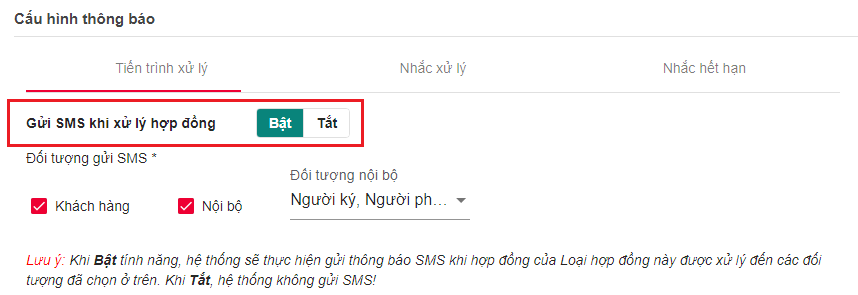 Cấu hình thông báo
Tiến trình xử lý Nhắc xử lý Nhắc hết hạn
Gửi SMS khi xử lý hợp đồng Bật Tắt
Đối tượng gửi SMS *
Đối tượng nội bộ
Khách hàng Nội bộ Người ký, Người ph...
Lưu ý: Khi Bật tính năng, hệ thống sẽ thực hiện gửi thông báo SMS khi hợp đồng của Loại hợp đồng này được xử lý đến các đối
tượng đã chọn ở trên. Khi Tắt, hệ thống không gửi SMS!